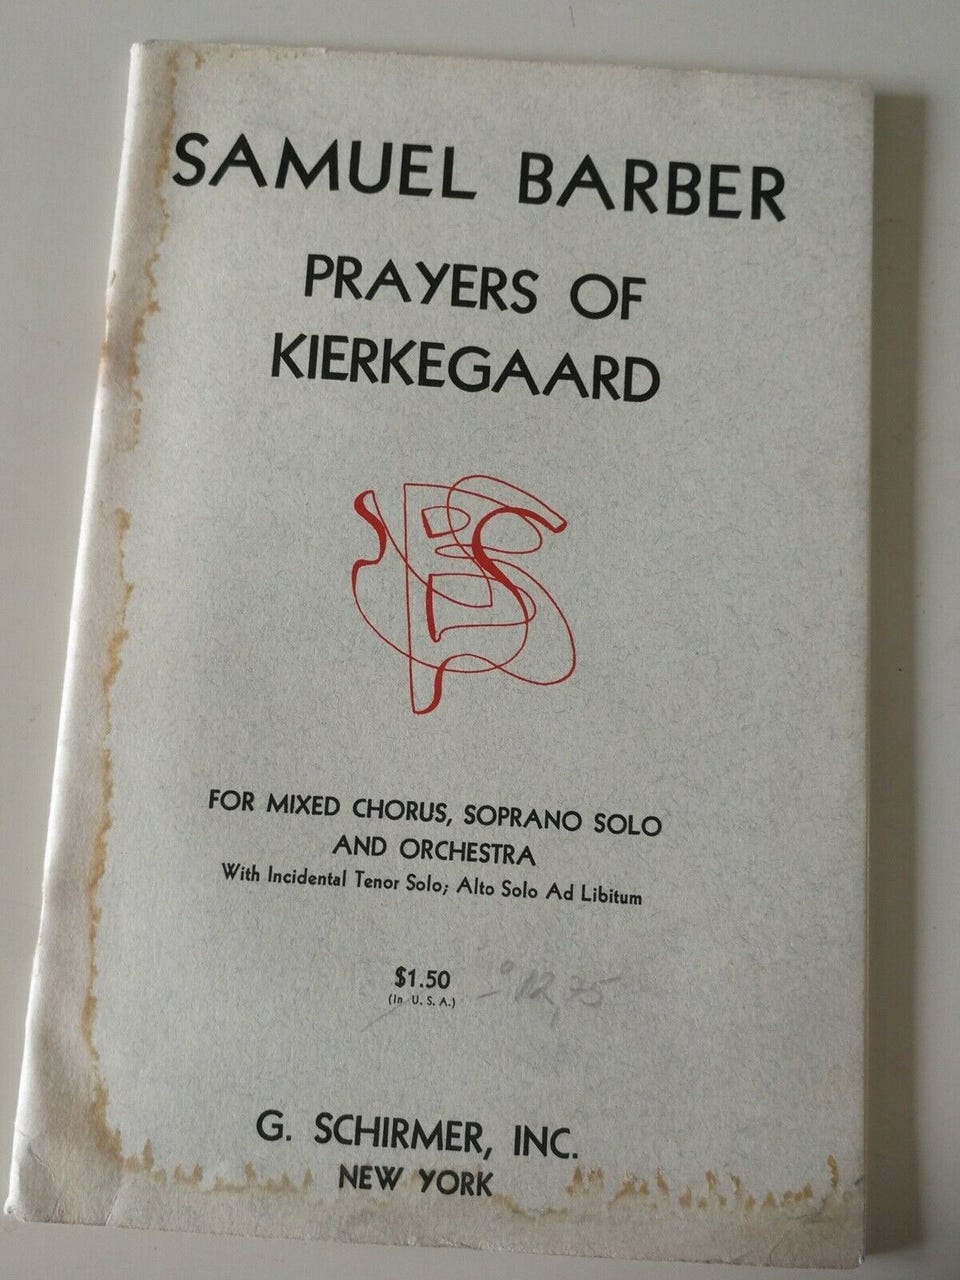 SAMUEL BARBER
PRAYERS OF
KIERKEGAARD
FOR MIXED CHORUS, SOPRANO SOLO
AND ORCHESTRA
With Incidental Tenor Solo; Alto Solo Ad Libitum
$1.50
(In U. S. A.)
G. SCHIRMER, INC.
NEW YORK